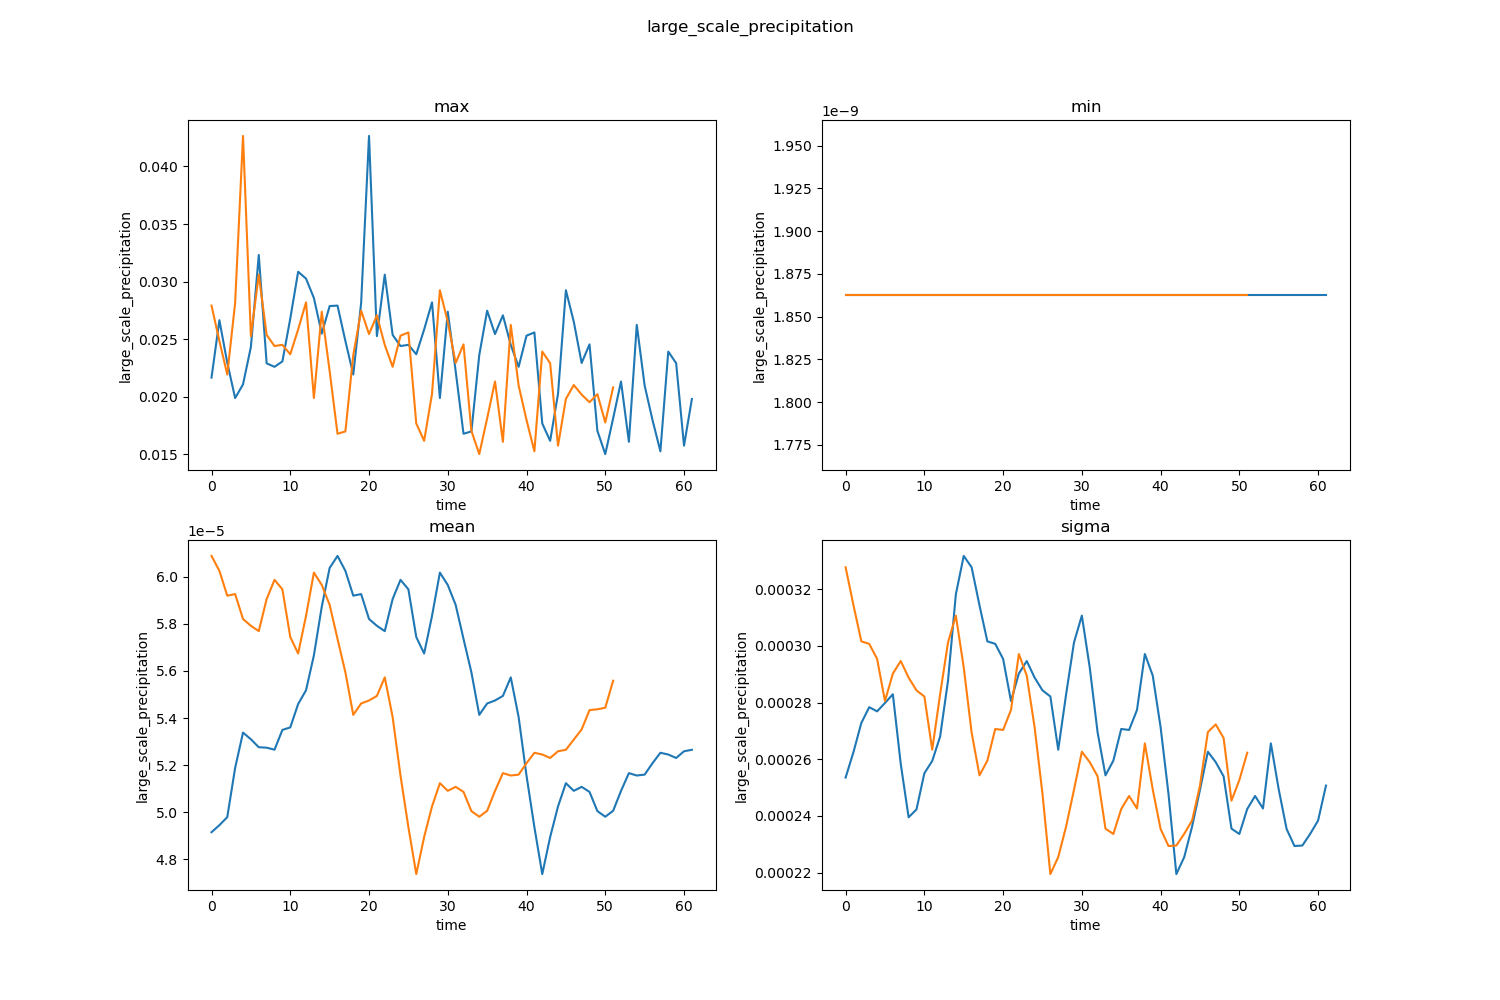 large_scale_precipitation
max
large_scale_precipitation
0.040
0.035
0.030
0.025
0.020
0.015
0 10 20 30 40 50 60
time
min
1e−9
large_scale_precipitation
1.950
1.925
1.900
1.875
1.850
1.825
1.800
1.775
0 10 20 30 40 50 60
time
mean
1e−5
large_scale_precipitation
6.0
5.8
5.6
5.4
5.2
5.0
4.8
0 10 20 30 40 50 60
time
sigma
large_scale_precipitation
0.00032
0.00030
0.00028
0.00026
0.00024
0.00022
0 10 20 30 40 50 60
time